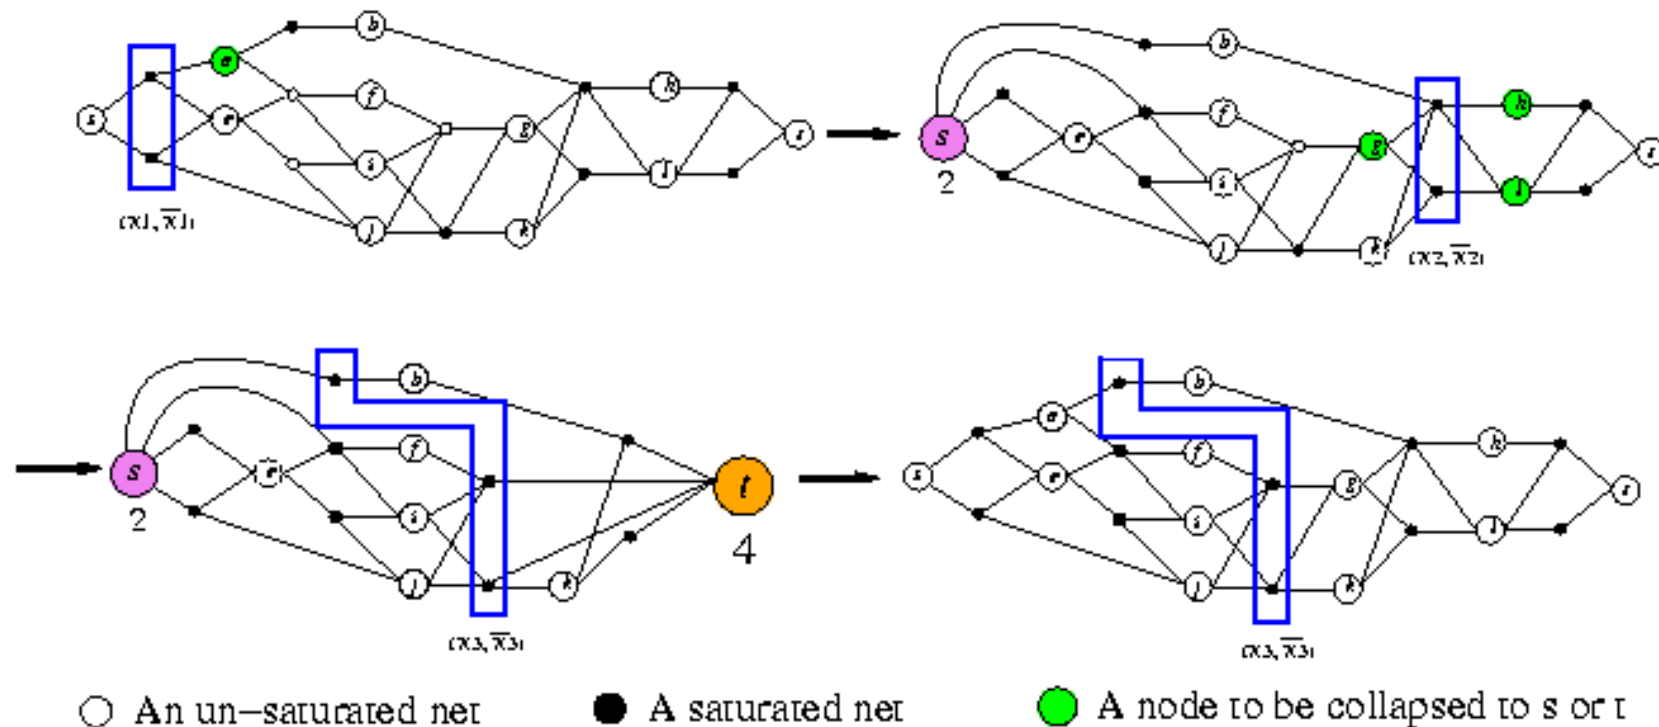 b
a
f
h
s
e
g
t
i
l
j
k
(X1, X̅1)
b
h
f
s
e
g
t
2
i
l
j
k
(X2, X̅2)
b
f
s
e
t
2
i
4
j
k
(X3, X̅3)
b
a
h
f
s
e
g
t
i
l
j
k
(X3, X̅3)
An un-saturated net
A saturated net
A node to be collapsed to s or t